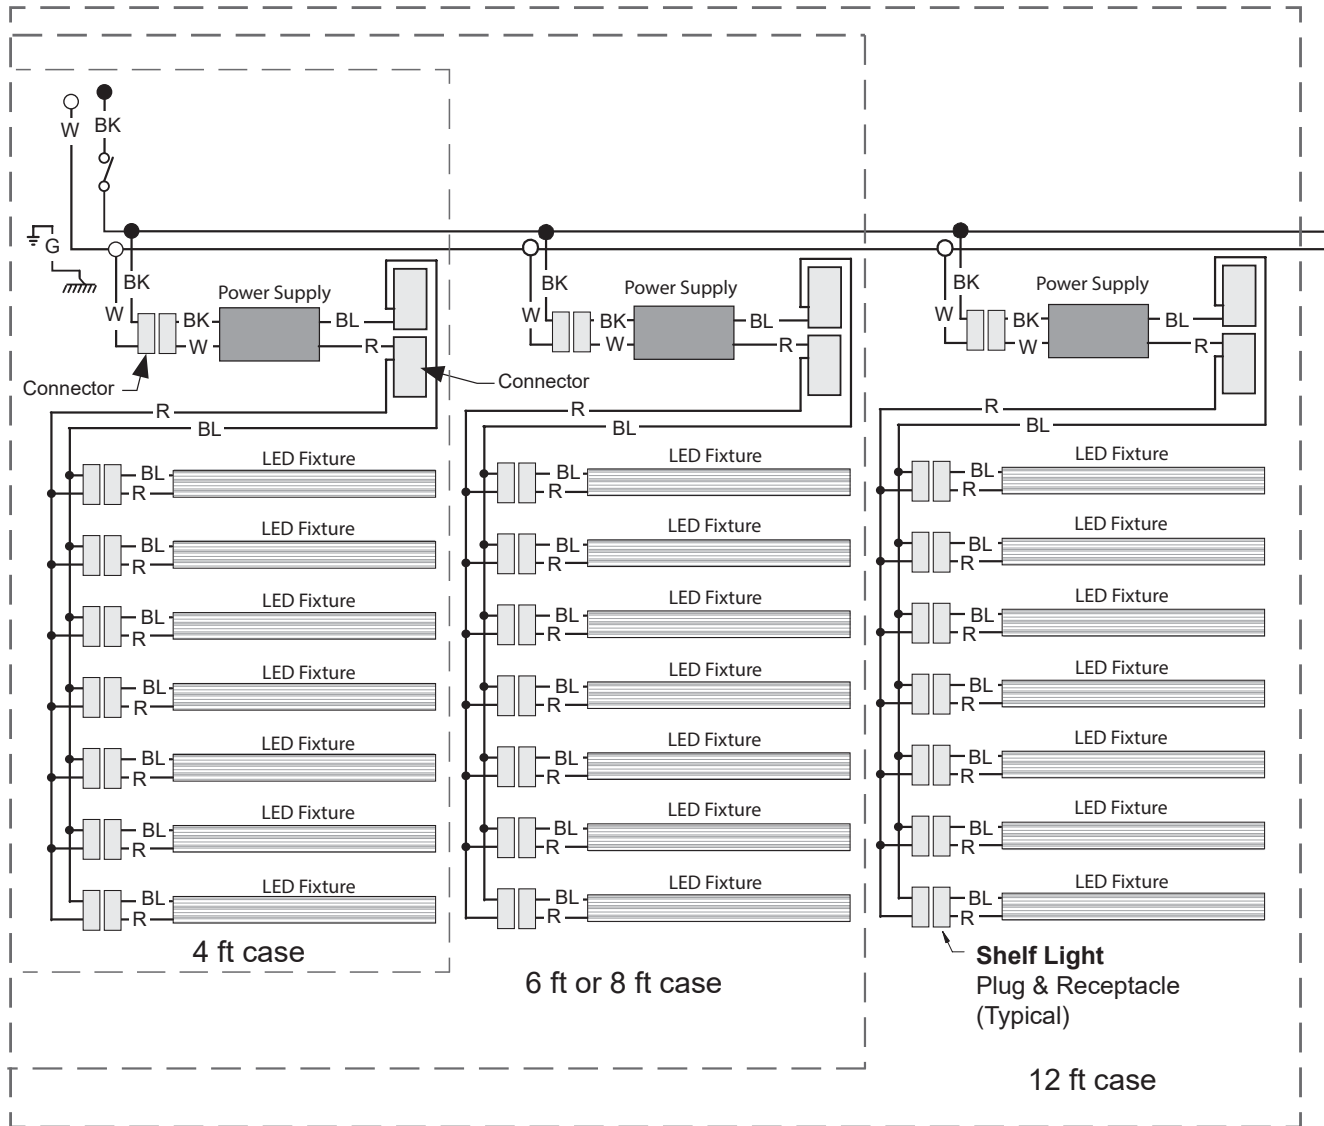 W
BK
G
BK
W
Power Supply
BK
W
BL
R
Connector
Connector
R
BL
LED Fixture
BL
R
LED Fixture
BL
R
LED Fixture
BL
R
LED Fixture
BL
R
LED Fixture
BL
R
LED Fixture
BL
R
LED Fixture
BL
R
4 ft case
BK
W
Power Supply
BK
W
BL
R
R
BL
LED Fixture
BL
R
LED Fixture
BL
R
LED Fixture
BL
R
LED Fixture
BL
R
LED Fixture
BL
R
LED Fixture
BL
R
LED Fixture
BL
R
6 ft or 8 ft case
BK
W
Power Supply
BK
W
BL
R
R
BL
LED Fixture
BL
R
LED Fixture
BL
R
LED Fixture
BL
R
LED Fixture
BL
R
LED Fixture
BL
R
LED Fixture
BL
R
LED Fixture
BL
R
Shelf Light
Plug & Receptacle
(Typical)
12 ft case